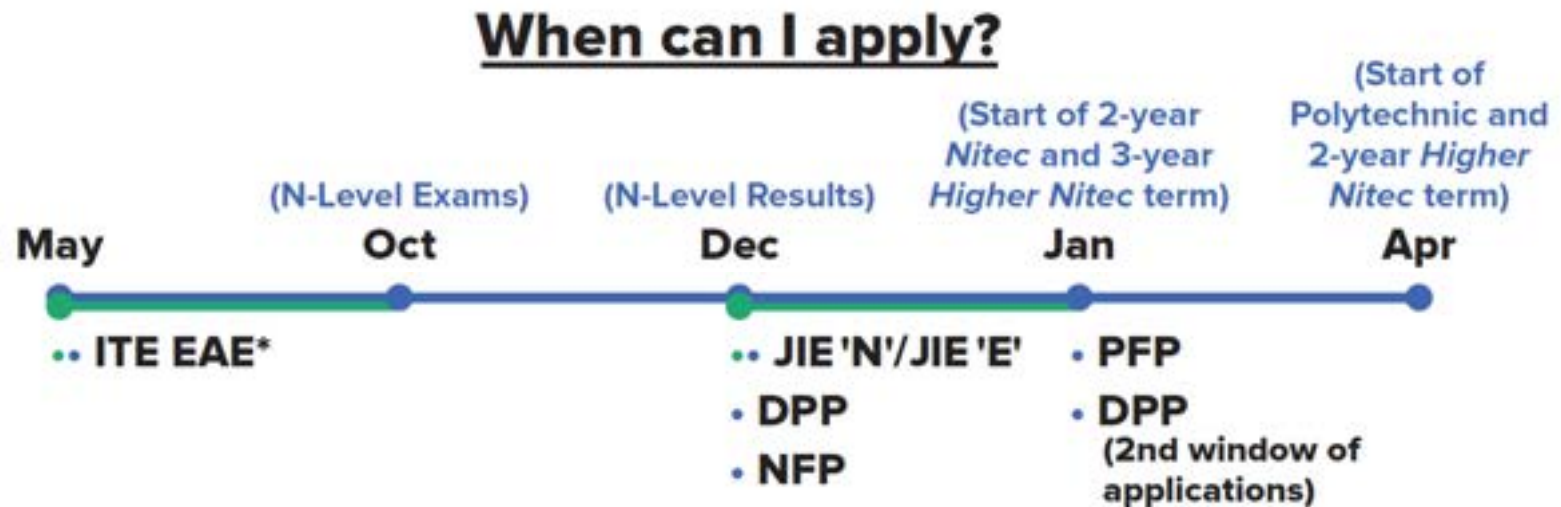 When can I apply?
(N-Level Exams)
(N-Level Results)
(Start of 2-year
Nitec and 3-year
Higher Nitec term)
(Start of
Polytechnic and
2-year Higher
Nitec term)
May
Oct
Dec
Jan
Apr
•• ITE EAE*
•• JIE 'N'/JIE 'E'
• DPP
• NFP
• PFP
• DPP
(2nd window of
applications)